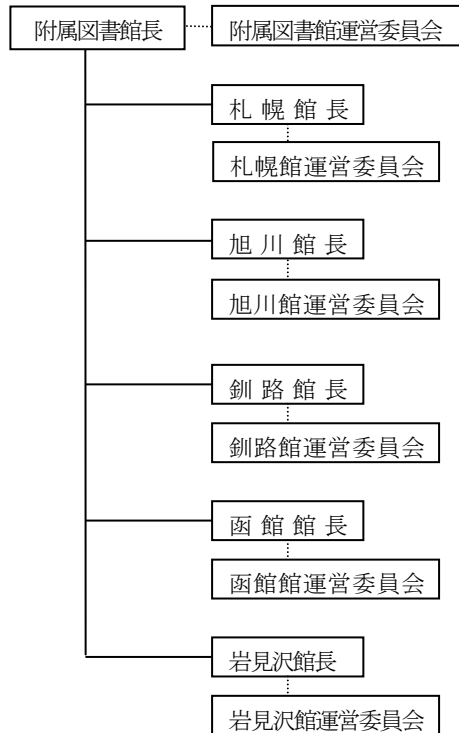 附属図書館長 附属図書館運営委員会
札 幌 館 長
札幌館運営委員会
旭 川 館 長
旭川館運営委員会
釧 路 館 長
釧路館運営委員会
函 館 館 長
函館館運営委員会
岩見沢館長
岩見沢館運営委員会